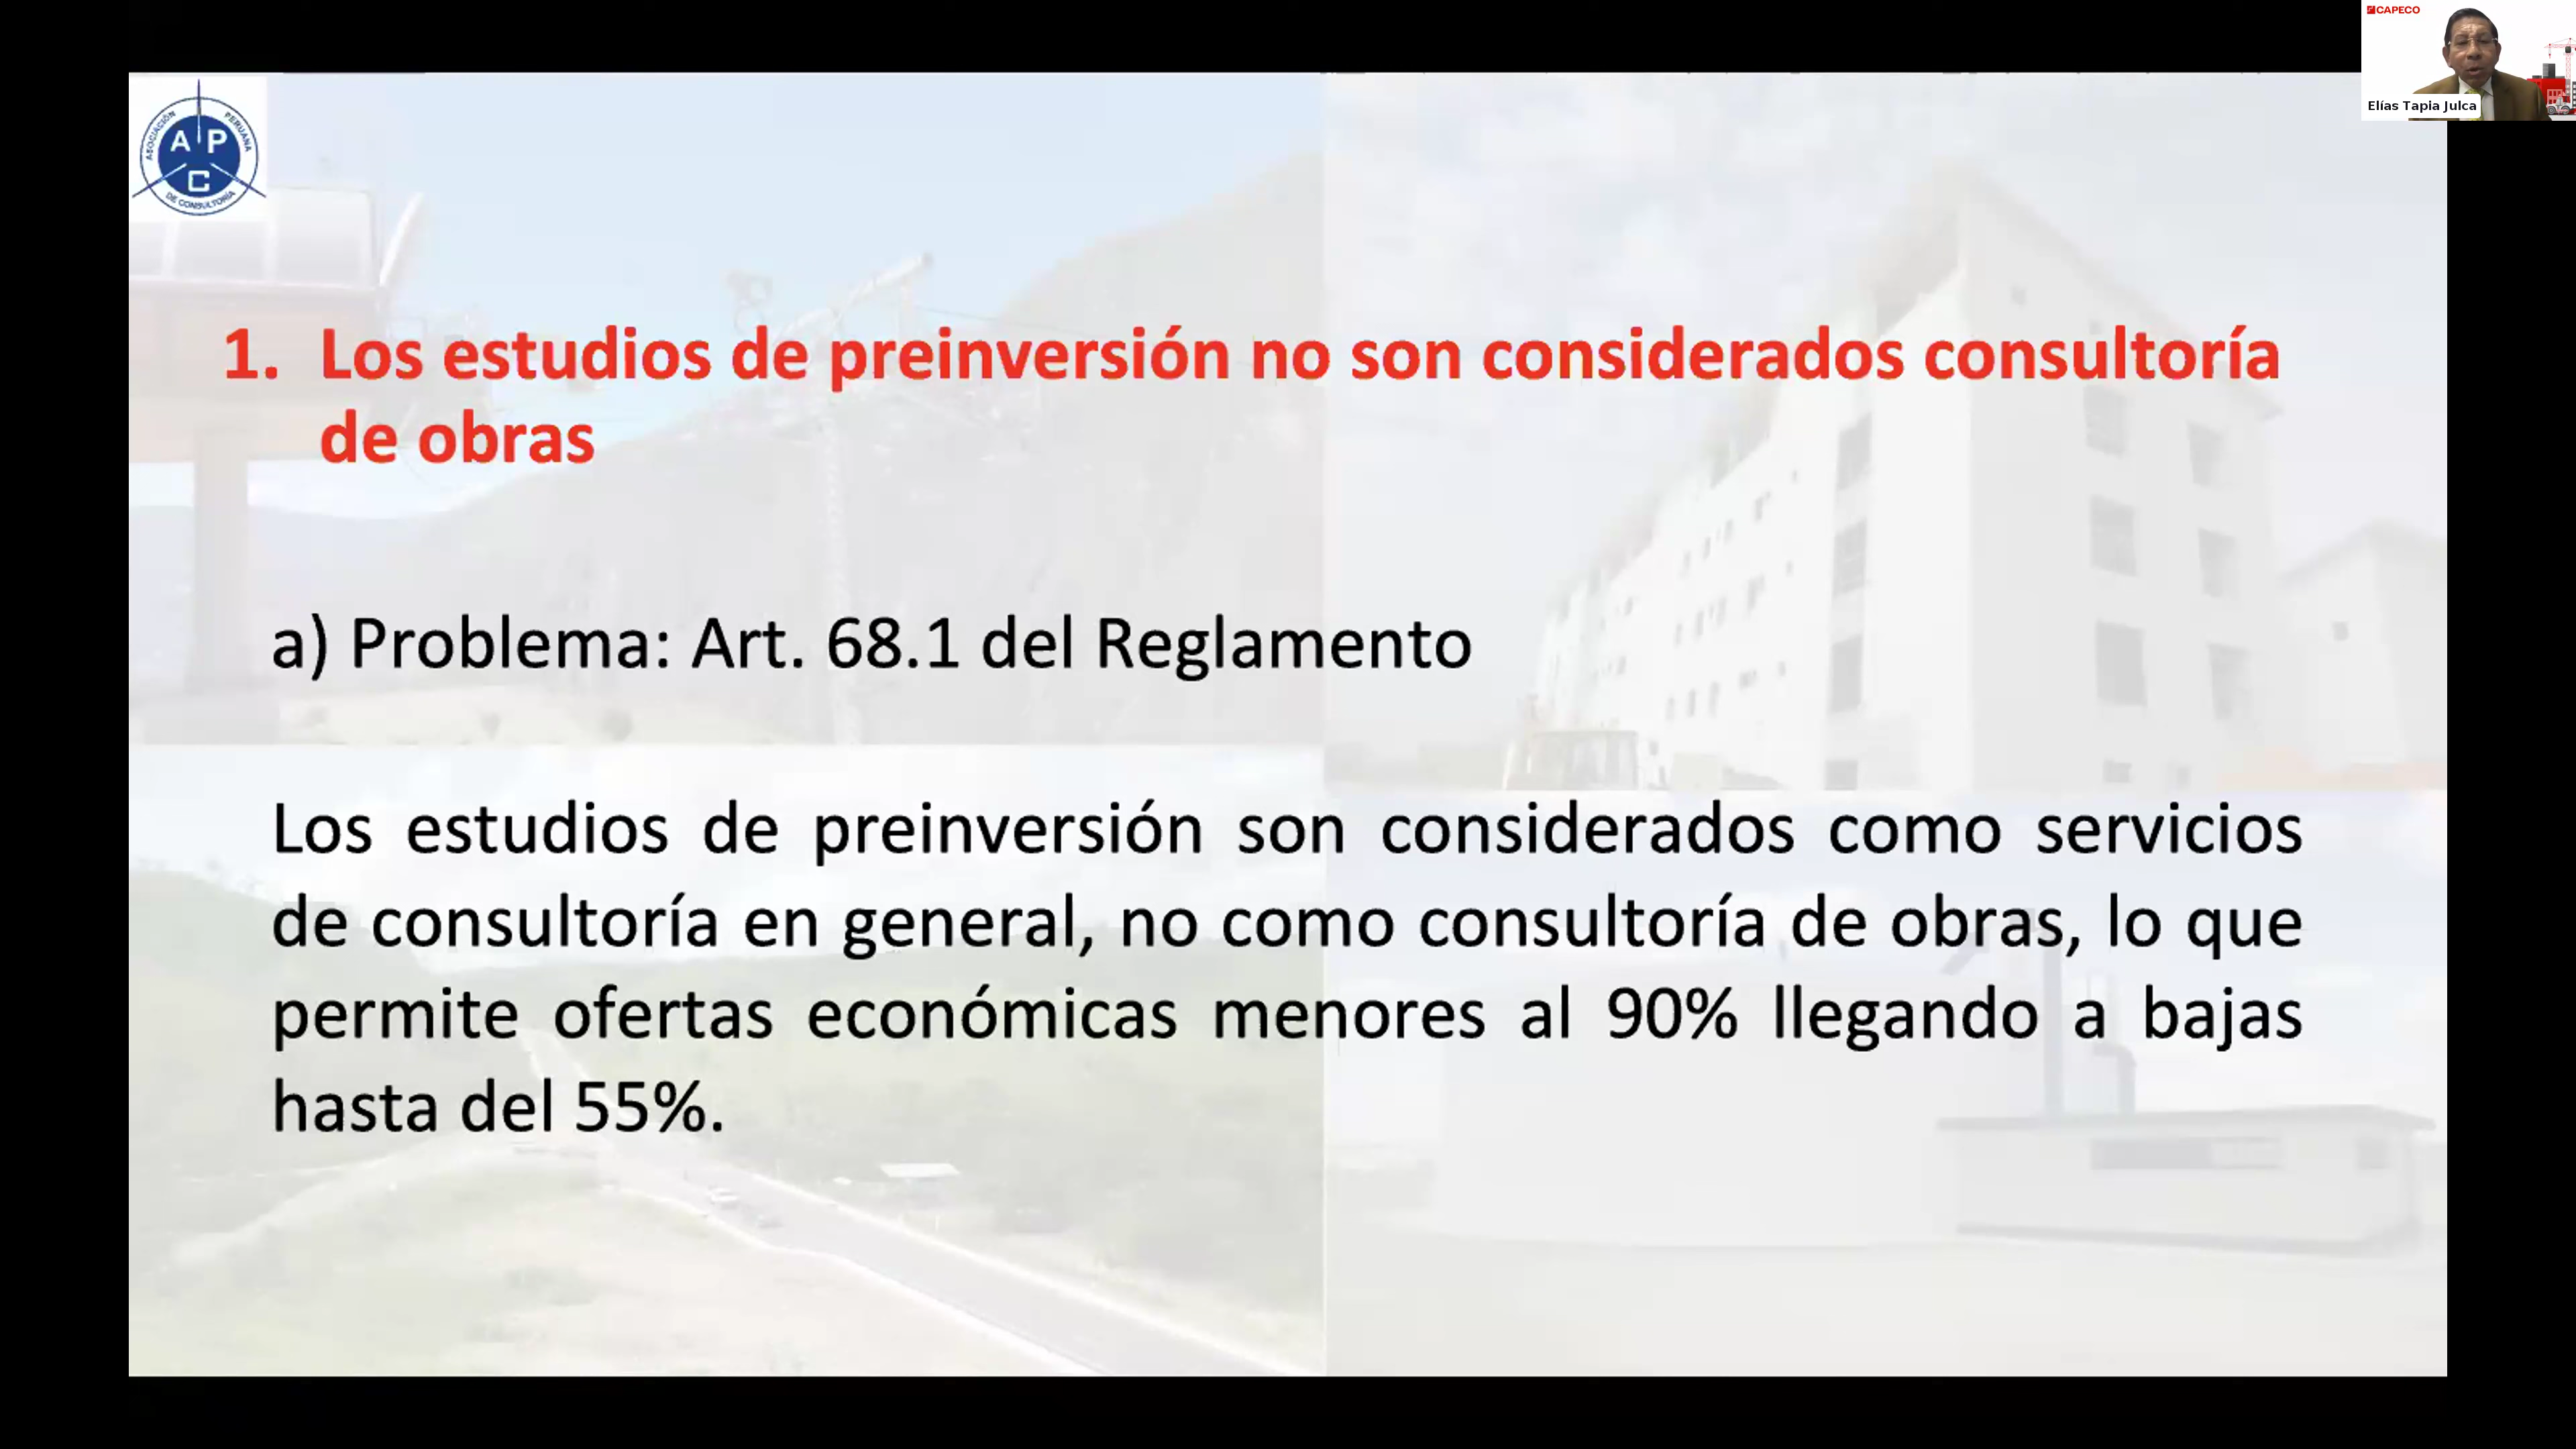 CAPECO
Elías Tapia Julca
ASOCIACIÓN PERUANA
A P
C
DE CONSULTORÍA
1. Los estudios de preinversión no son considerados consultoría
de obras
a) Problema: Art. 68.1 del Reglamento
Los estudios de preinversión son considerados como servicios
de consultoría en general, no como consultoría de obras, lo que
permite ofertas económicas menores al 90% llegando a bajas
hasta del 55%.